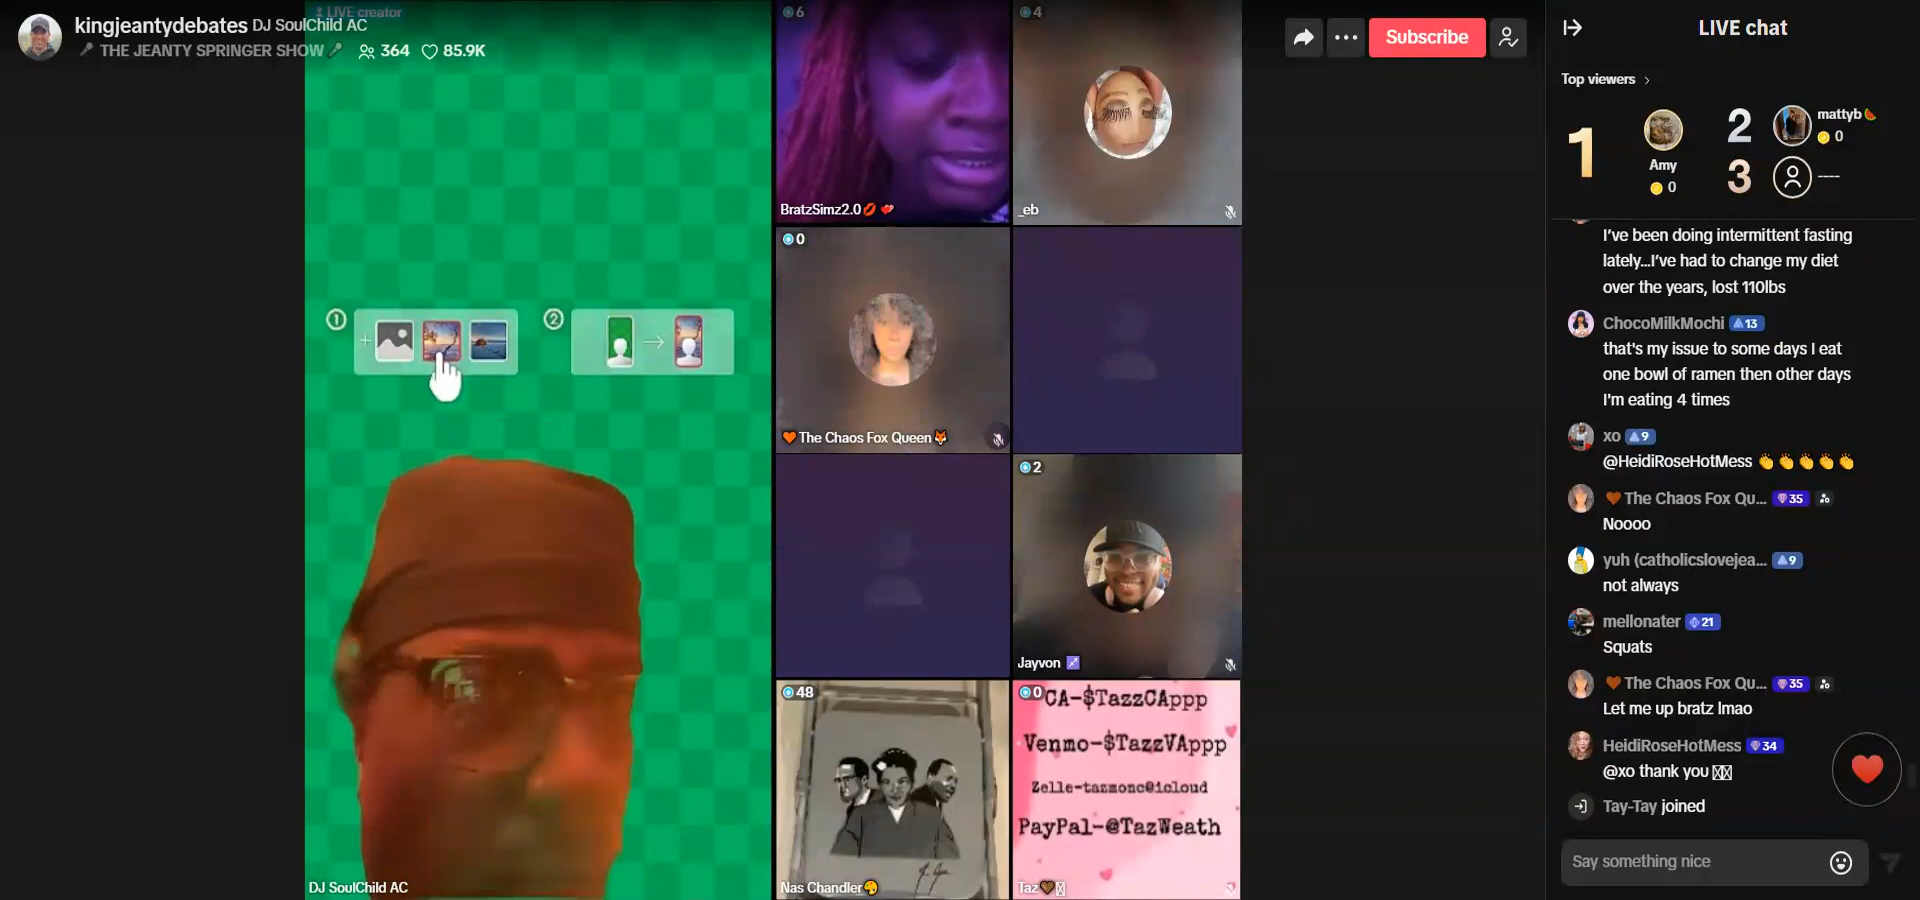 kingjeantydebates DJ SoulChild AC
THE JEANTY SPRINGER SHOW
364
85.9K
LIVE creator
①
②
DJ SoulChild AC
6
BratzSimz2.0💋 💘
4
_eb
0
🧡The Chaos Fox Queen🦊
2
Jayvon ♐
48
Nas Chandler🎨
0
CA-$TazzCAppp
Venmo-$TazzVAppp
Zelle-tazmone@icloud
PayPal-@TazWeath
Taz🤎
Subscribe
LIVE chat
Top viewers >
1
Amy
0
2
mattyb🍉
0
3
----
I've been doing intermittent fasting
lately...I've had to change my diet
over the years, lost 110lbs
ChocoMilkMochi 13
that's my issue to some days I eat
one bowl of ramen then other days
I'm eating 4 times
xo 9
@HeidiRoseHotMess 👏👏👏👏👏
🧡The Chaos Fox Qu... 35
Noooo
yuh (catholicslovejea... 9
not always
mellonater 21
Squats
🧡The Chaos Fox Qu... 35
Let me up bratz lmao
HeidiRoseHotMess 34
@xo thank you
Tay-Tay joined
Say something nice